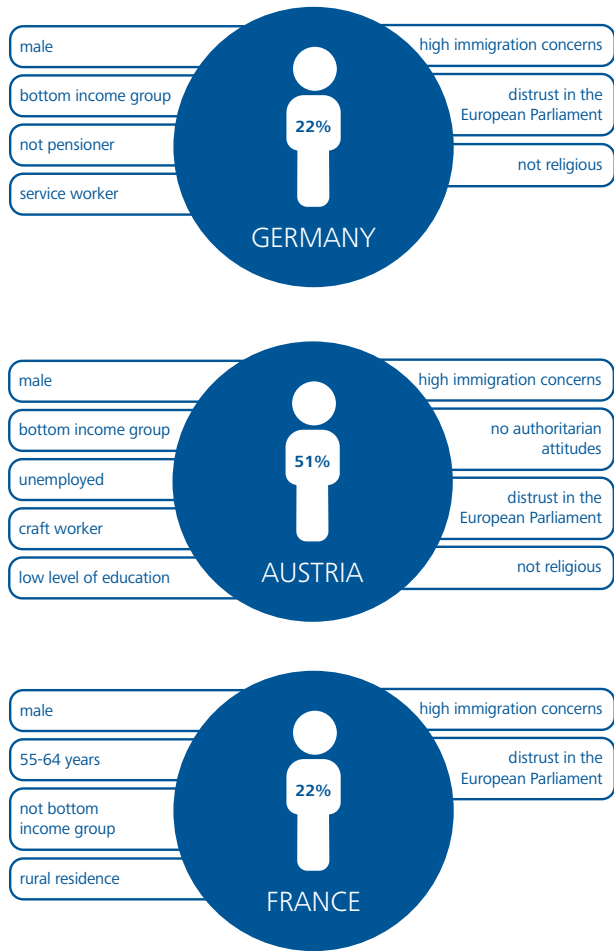 male
bottom income group
not pensioner
service worker
22%
GERMANY
high immigration concerns
distrust in the
European Parliament
not religious
male
bottom income group
unemployed
craft worker
low level of education
51%
AUSTRIA
high immigration concerns
no authoritarian
attitudes
distrust in the
European Parliament
not religious
male
55-64 years
not bottom
income group
rural residence
22%
FRANCE
high immigration concerns
distrust in the
European Parliament